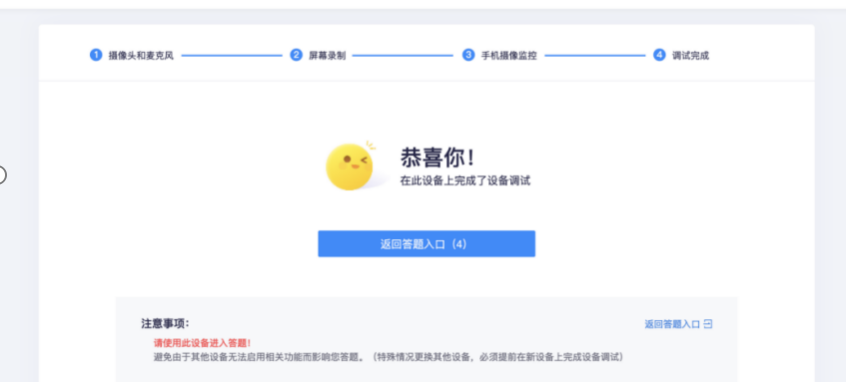 1 摄像头和麦克风 2 屏幕录制 3 手机摄像监控 4 调试完成
恭喜你！
在此设备上完成了设备调试
返回答题入口（4）
注意事项： 返回答题入口
请使用此设备进入答题！
避免由于其他设备无法启用相关功能而影响您答题。（特殊情况更换其他设备，必须提前在新设备上完成设备调试）